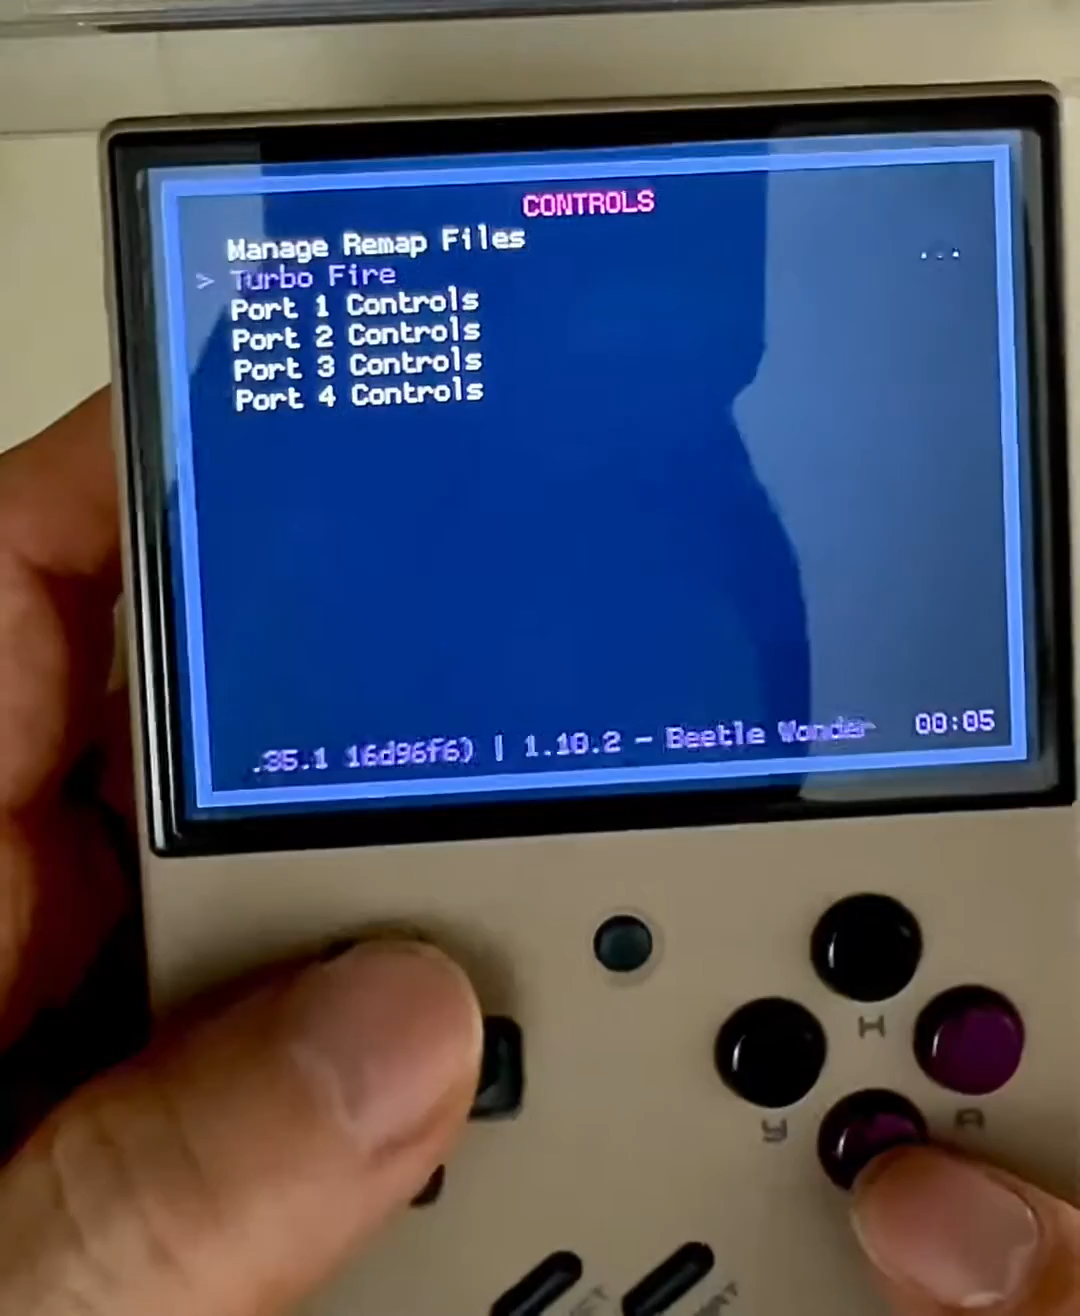 CONTROLS
Manage Remap Files
> Turbo Fire ...
Port 1 Controls
Port 2 Controls
Port 3 Controls
Port 4 Controls
.35.1 16d96f6) | 1.10.2 - Beetle Wonder 00:05
X
Y
A